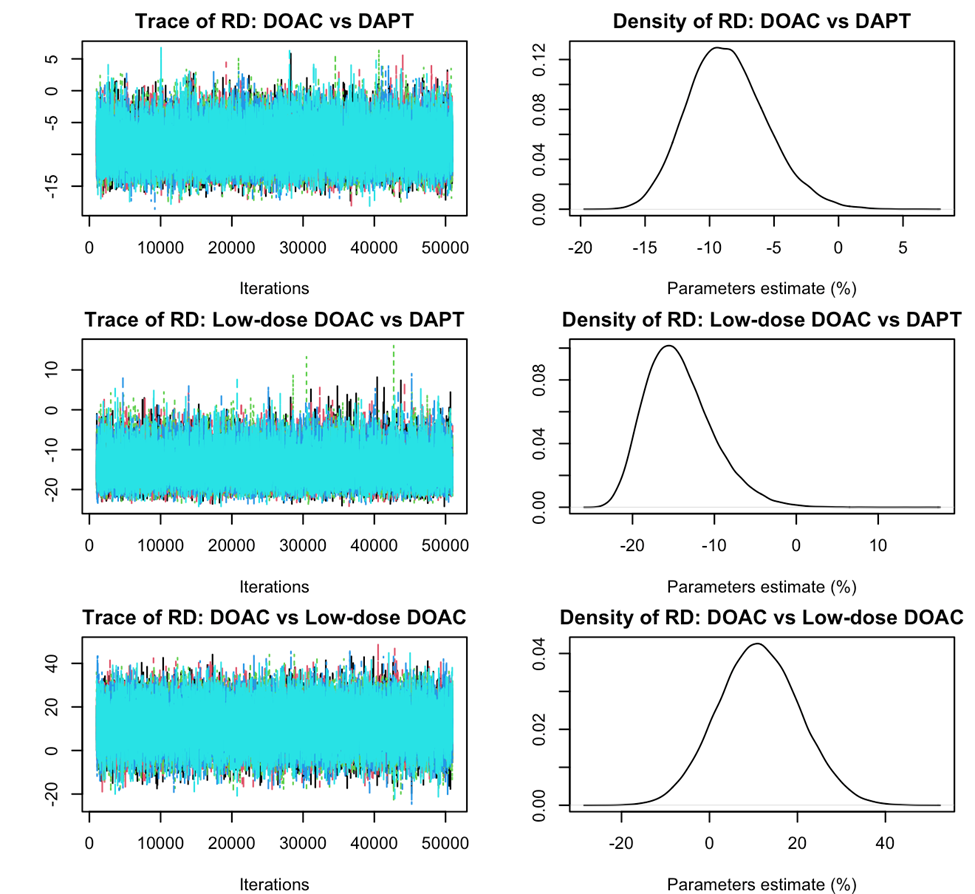 Trace of RD: DOAC vs DAPT
5
0
-5
-15
0 10000 20000 30000 40000 50000
Iterations
Density of RD: DOAC vs DAPT
0.12
0.08
0.04
0.00
-20 -15 -10 -5 0 5
Parameters estimate (%)
Trace of RD: Low-dose DOAC vs DAPT
10
0
-10
-20
0 10000 20000 30000 40000 50000
Iterations
Density of RD: Low-dose DOAC vs DAPT
0.08
0.04
0.00
-20 -10 0 10
Parameters estimate (%)
Trace of RD: DOAC vs Low-dose DOAC
40
20
0
-20
0 10000 20000 30000 40000 50000
Iterations
Density of RD: DOAC vs Low-dose DOAC
0.04
0.02
0.00
-20 0 20 40
Parameters estimate (%)